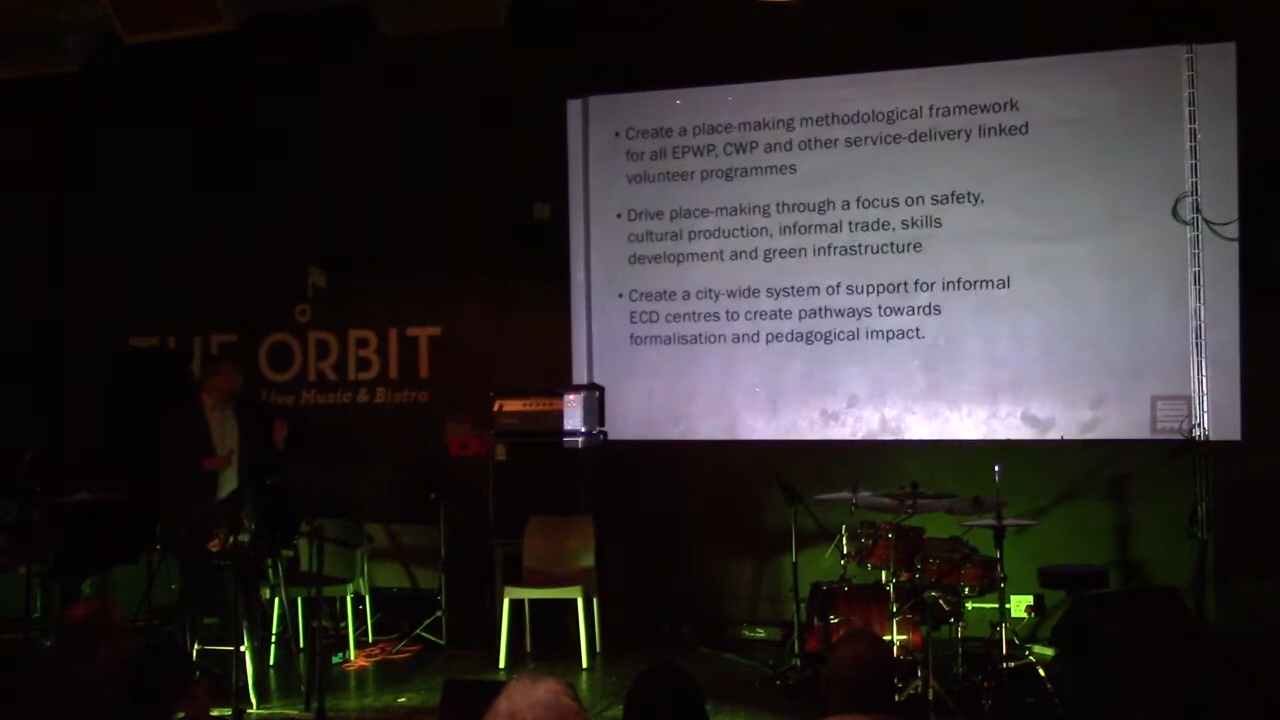 • Create a place-making methodological framework
for all EPWP, CWP and other service-delivery linked
volunteer programmes
• Drive place-making through a focus on safety,
cultural production, informal trade, skills
development and green infrastructure
• Create a city-wide system of support for informal
ECD centres to create pathways towards
formalisation and pedagogical impact.
THE ORBIT
Live Music & Bistro